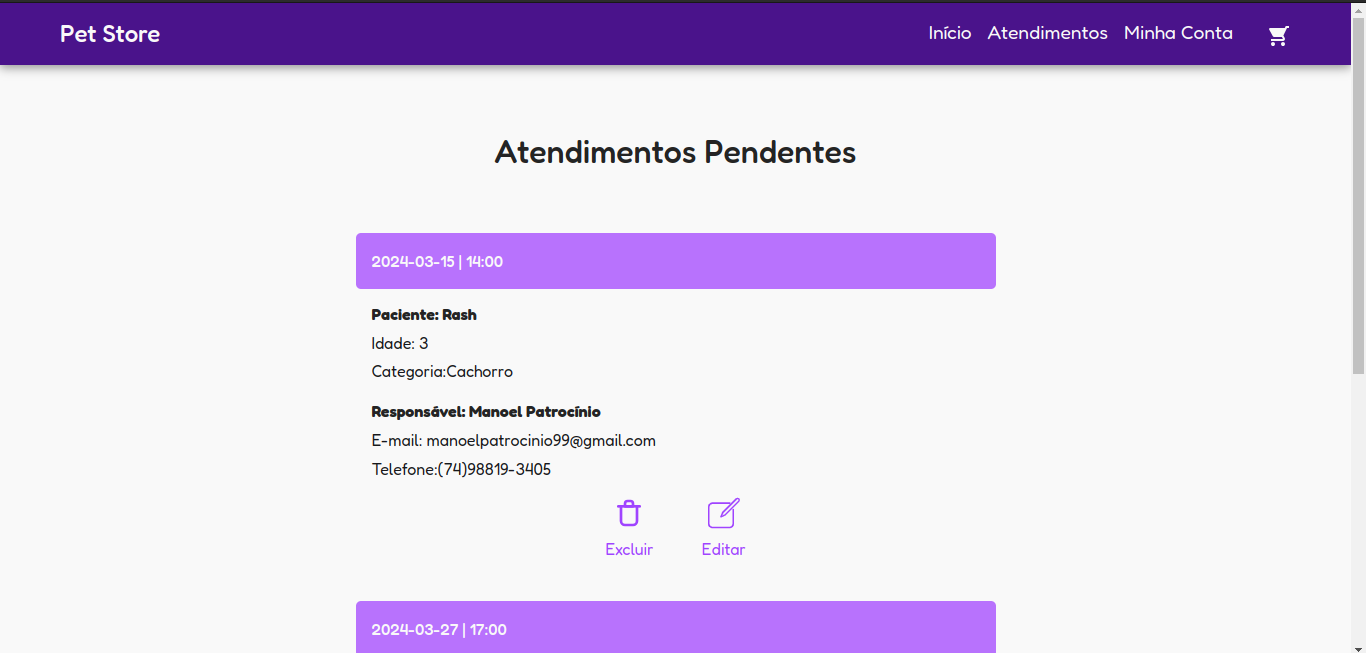 Pet Store
Início Atendimentos Minha Conta
Atendimentos Pendentes
2024-03-15 | 14:00
Paciente: Rash
Idade: 3
Categoria:Cachorro
Responsável: Manoel Patrocínio
E-mail: manoelpatrocinio99@gmail.com
Telefone:(74)98819-3405
Excluir Editar
2024-03-27 | 17:00